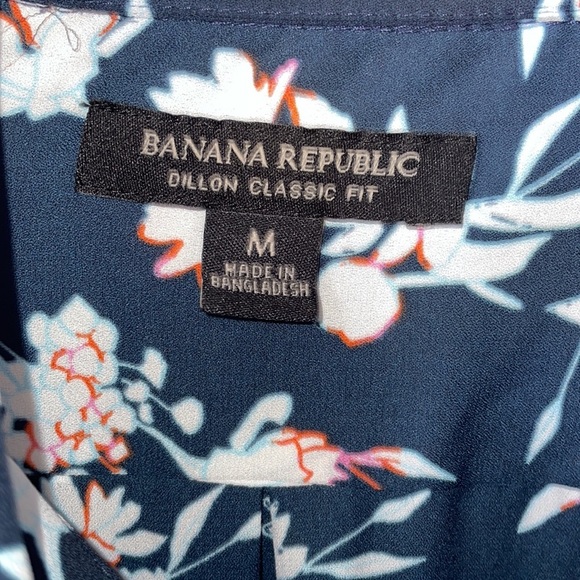 BANANA REPUBLIC
DILLON CLASSIC FIT
M
MADE IN
BANGLADESH